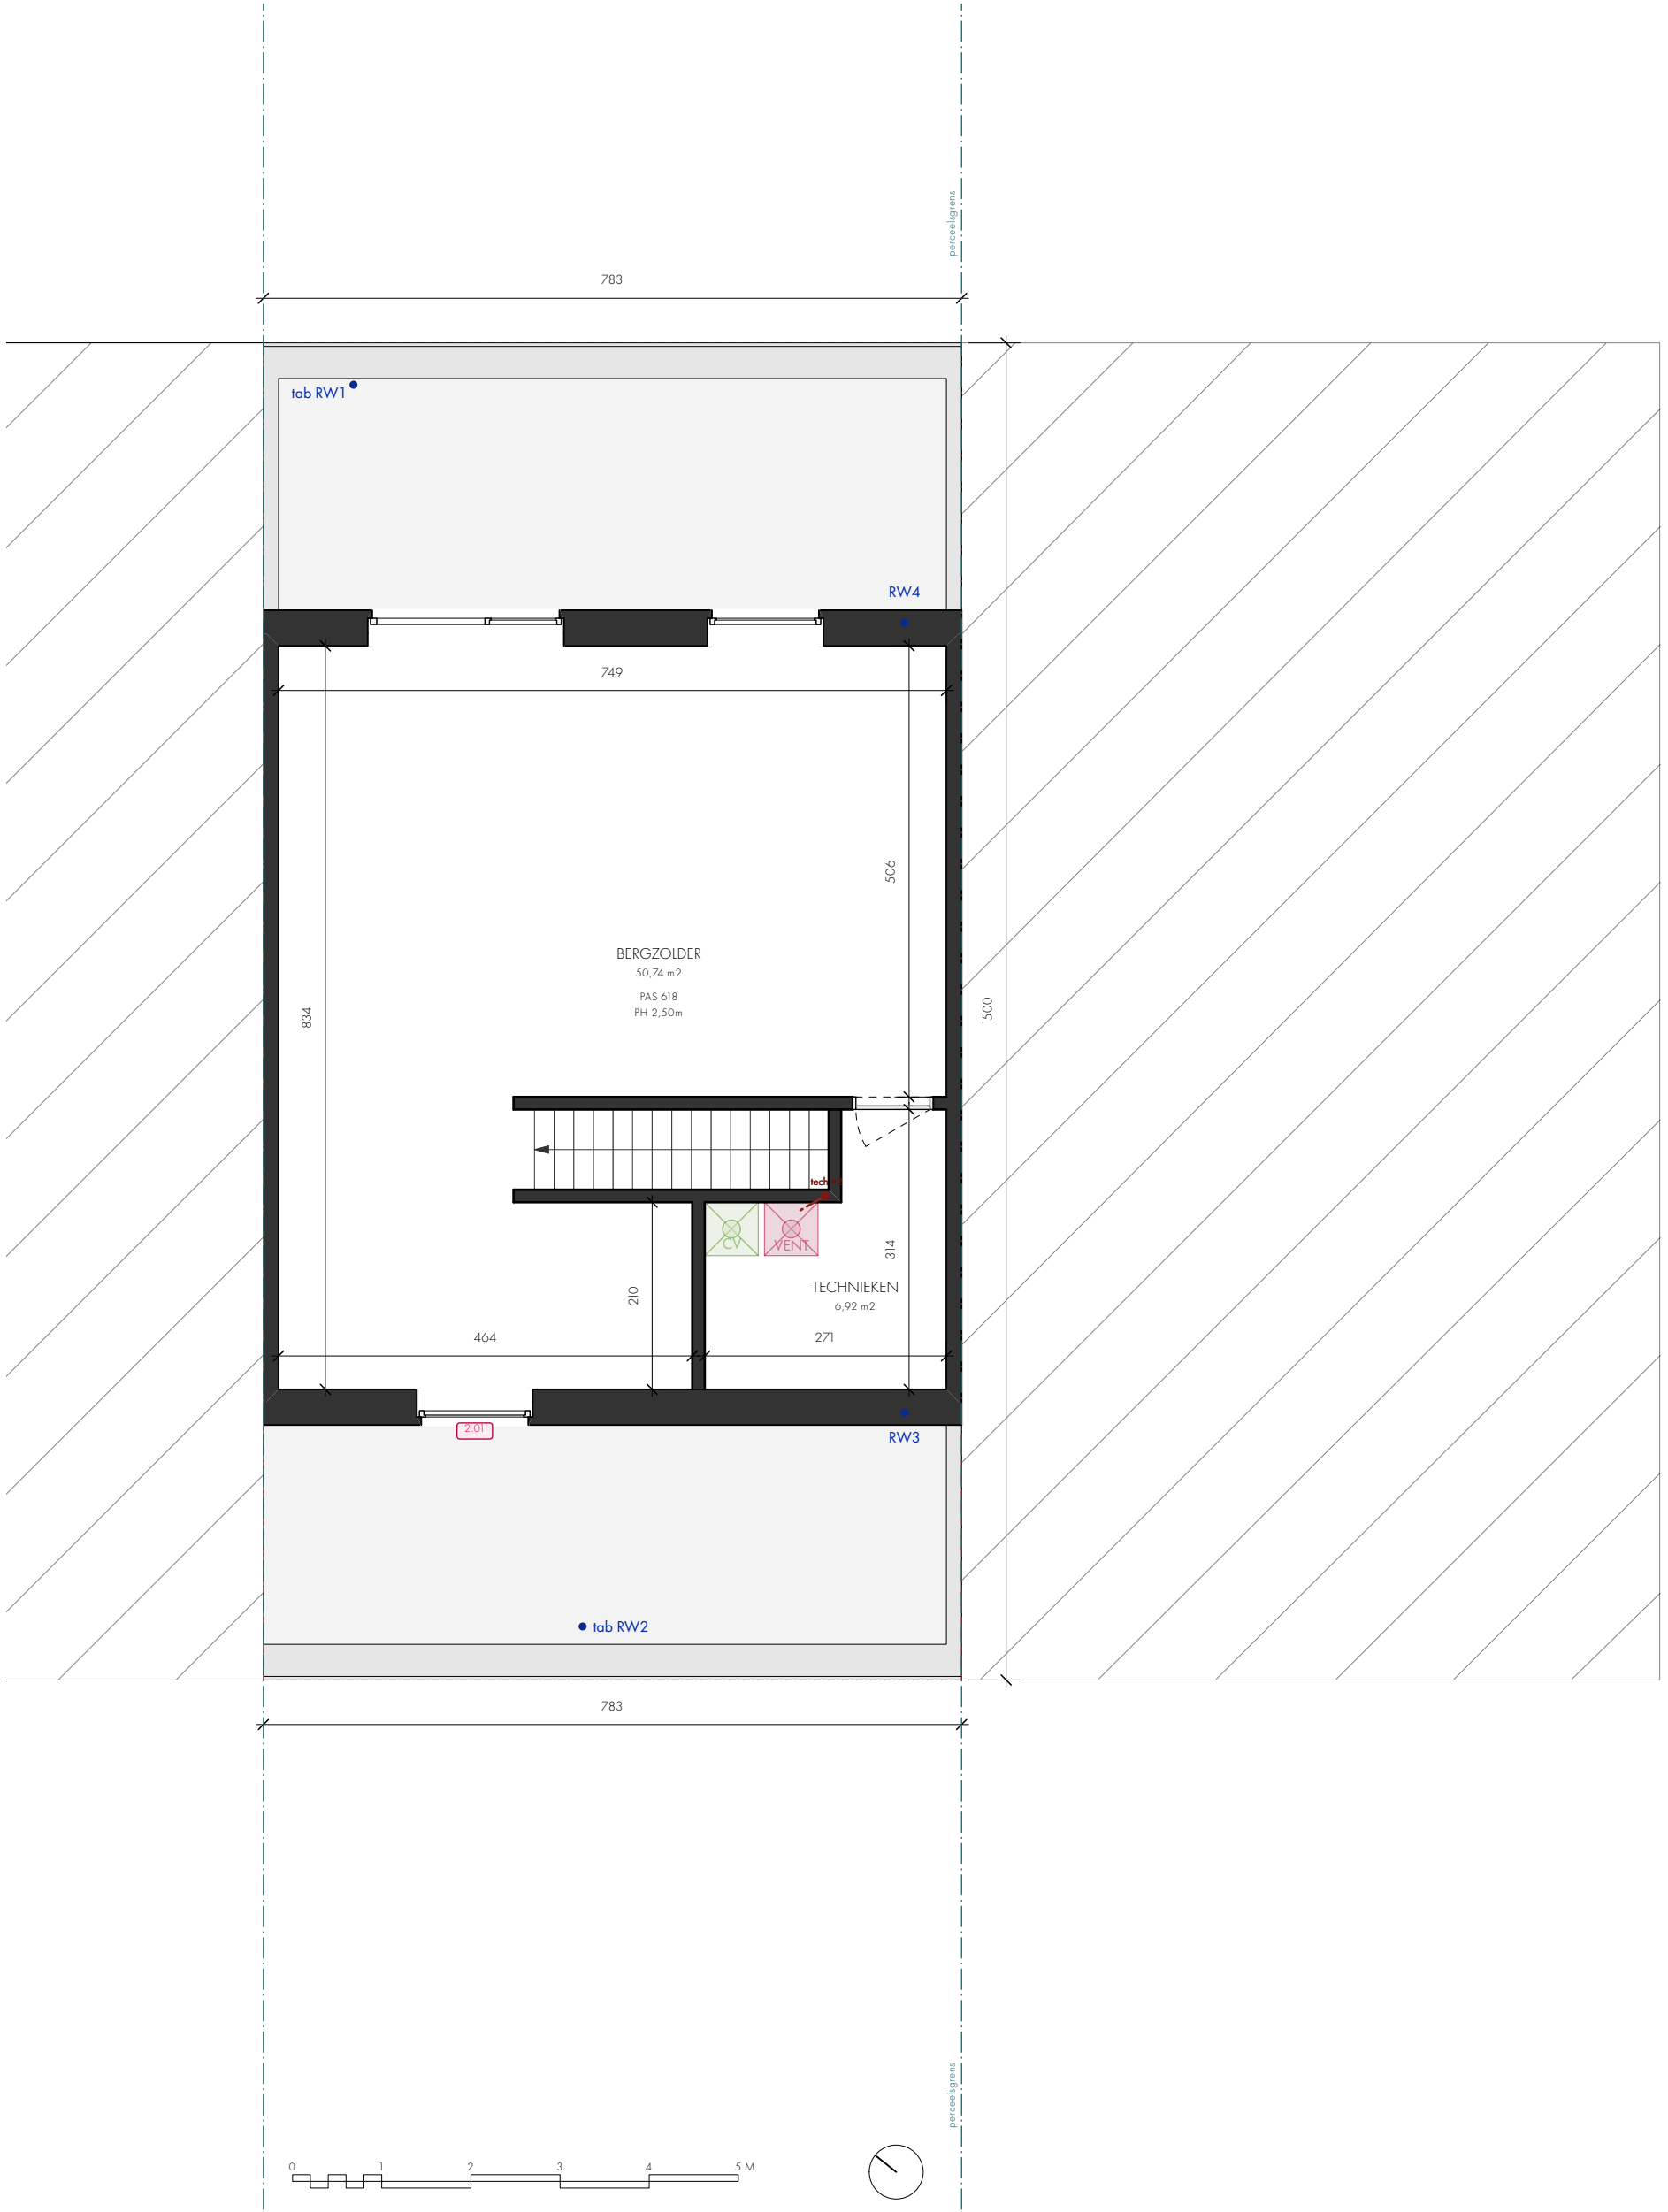 perceelsgrens
783
tab RW1
RW4
749
506
BERGZOLDER
50,74 m2
PAS 618
PH 2,50m
834
1500
tech
CV
VENT
314
TECHNIEKEN
6,92 m2
210
464
271
2.01
RW3
tab RW2
783
perceelsgrens
0 1 2 3 4 5 M